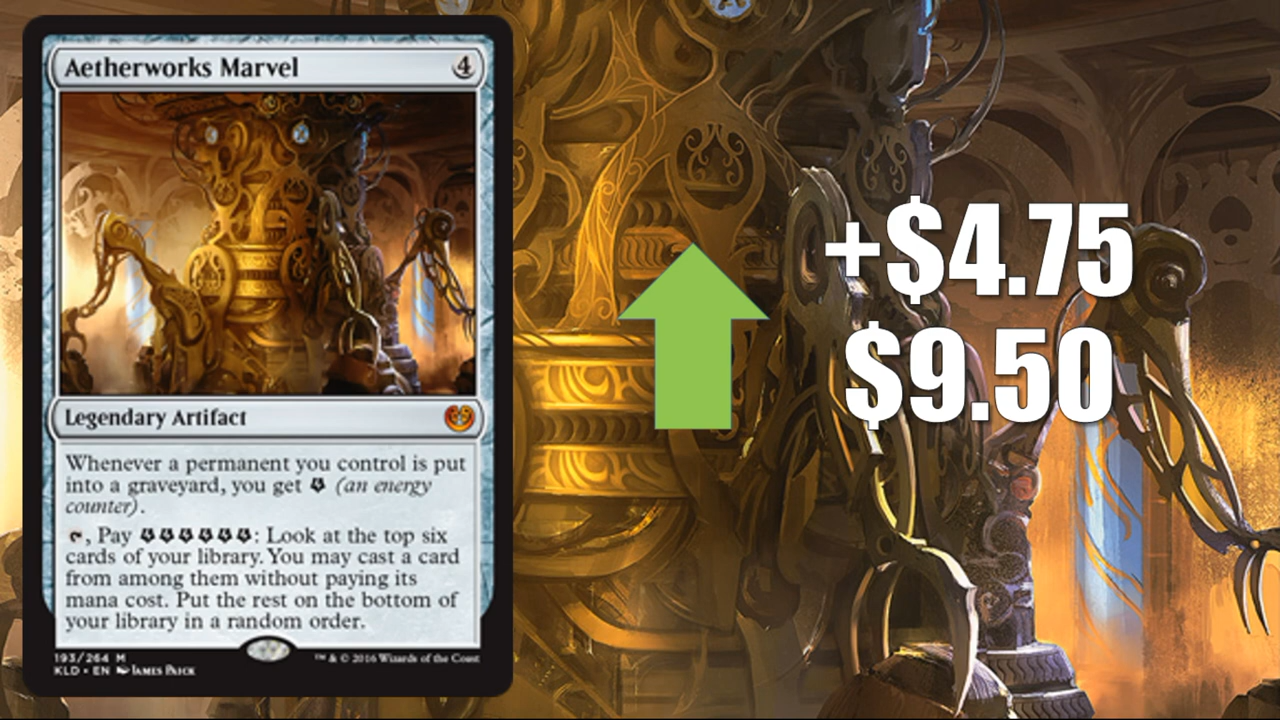 Aetherworks Marvel 4
Legendary Artifact
Whenever a permanent you control is put
into a graveyard, you get (an energy
counter).
, Pay : Look at the top six
cards of your library. You may cast a card
from among them without paying its
mana cost. Put the rest on the bottom of
your library in a random order.
193/264 M
KLD • EN James Paick
™ & © 2016 Wizards of the Coast
+$4.75
$9.50